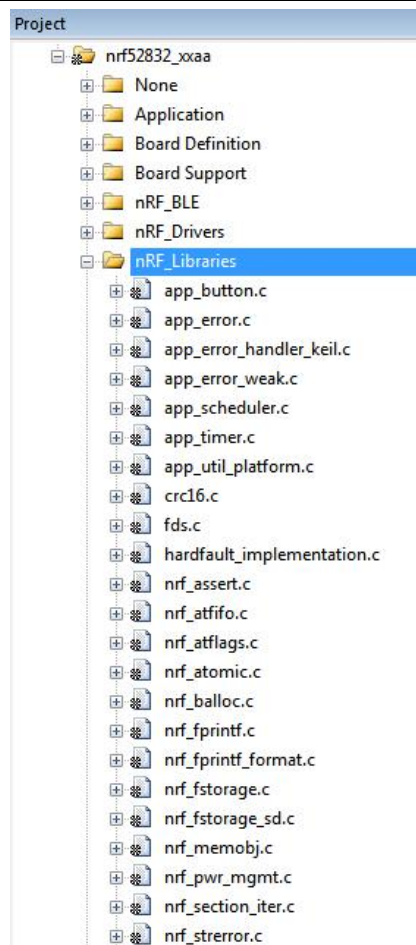 Project
nrf52832_xxaa
None
Application
Board Definition
Board Support
nRF_BLE
nRF_Drivers
nRF_Libraries
app_button.c
app_error.c
app_error_handler_keil.c
app_error_weak.c
app_scheduler.c
app_timer.c
app_util_platform.c
crc16.c
fds.c
hardfault_implementation.c
nrf_assert.c
nrf_atfifo.c
nrf_atflags.c
nrf_atomic.c
nrf_balloc.c
nrf_fprintf.c
nrf_fprintf_format.c
nrf_fstorage.c
nrf_fstorage_sd.c
nrf_memobj.c
nrf_pwr_mgmt.c
nrf_section_iter.c
nrf_strerror.c